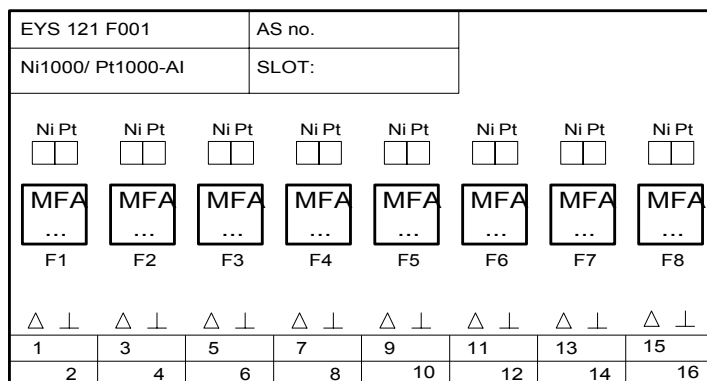 EYS 121 F001 AS no.
Ni1000/ Pt1000-AI SLOT:
Ni Pt Ni Pt Ni Pt Ni Pt Ni Pt Ni Pt Ni Pt Ni Pt
MFA MFA MFA MFA MFA MFA MFA MFA
... ... ... ... ... ... ... ...
F1 F2 F3 F4 F5 F6 F7 F8
1 3 5 7 9 11 13 15
2 4 6 8 10 12 14 16